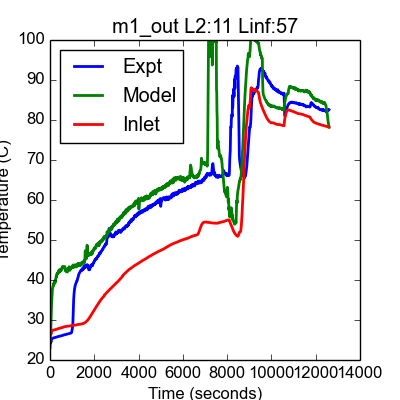 m1_out L2:11 Linf:57
100
90
80
70
60
50
40
30
20
Temperature (C)
Expt
Model
Inlet
0 2000 4000 6000 8000 10000 12000 14000
Time (seconds)